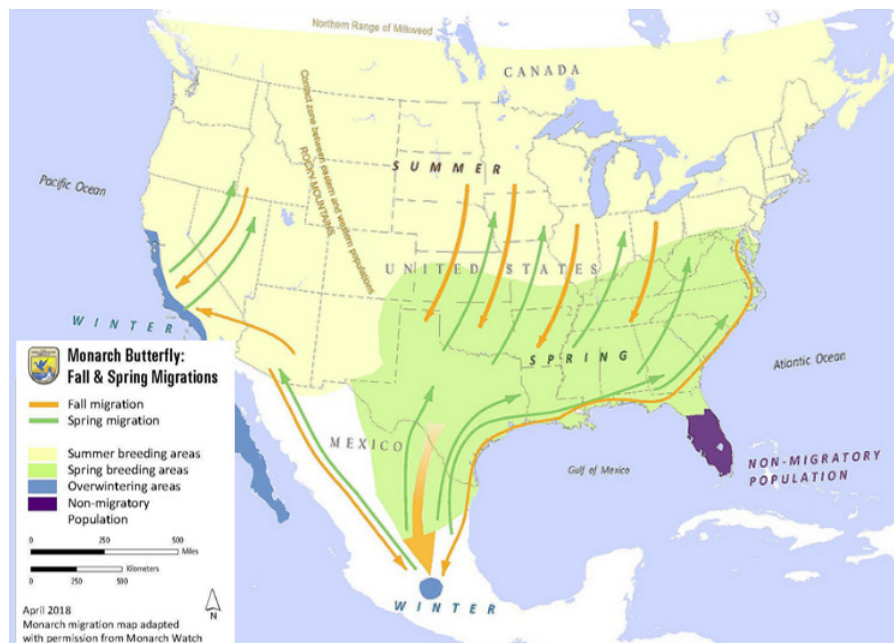 Northern Range of Milkweed
CANADA
Contact zone between eastern and western populations
ROCKY MOUNTAINS
SUMMER
Pacific Ocean
UNITED STATES
WINTER
SPRING
Atlantic Ocean
MEXICO
Gulf of Mexico
NON-MIGRATORY
POPULATION
WINTER
Monarch Butterfly:
Fall & Spring Migrations
Fall migration
Spring migration
Summer breeding areas
Spring breeding areas
Overwintering areas
Non-migratory
Population
0 250 500
Miles
Kilometers
0 250 500
April 2018
N
Monarch migration map adapted
with permission from Monarch Watch